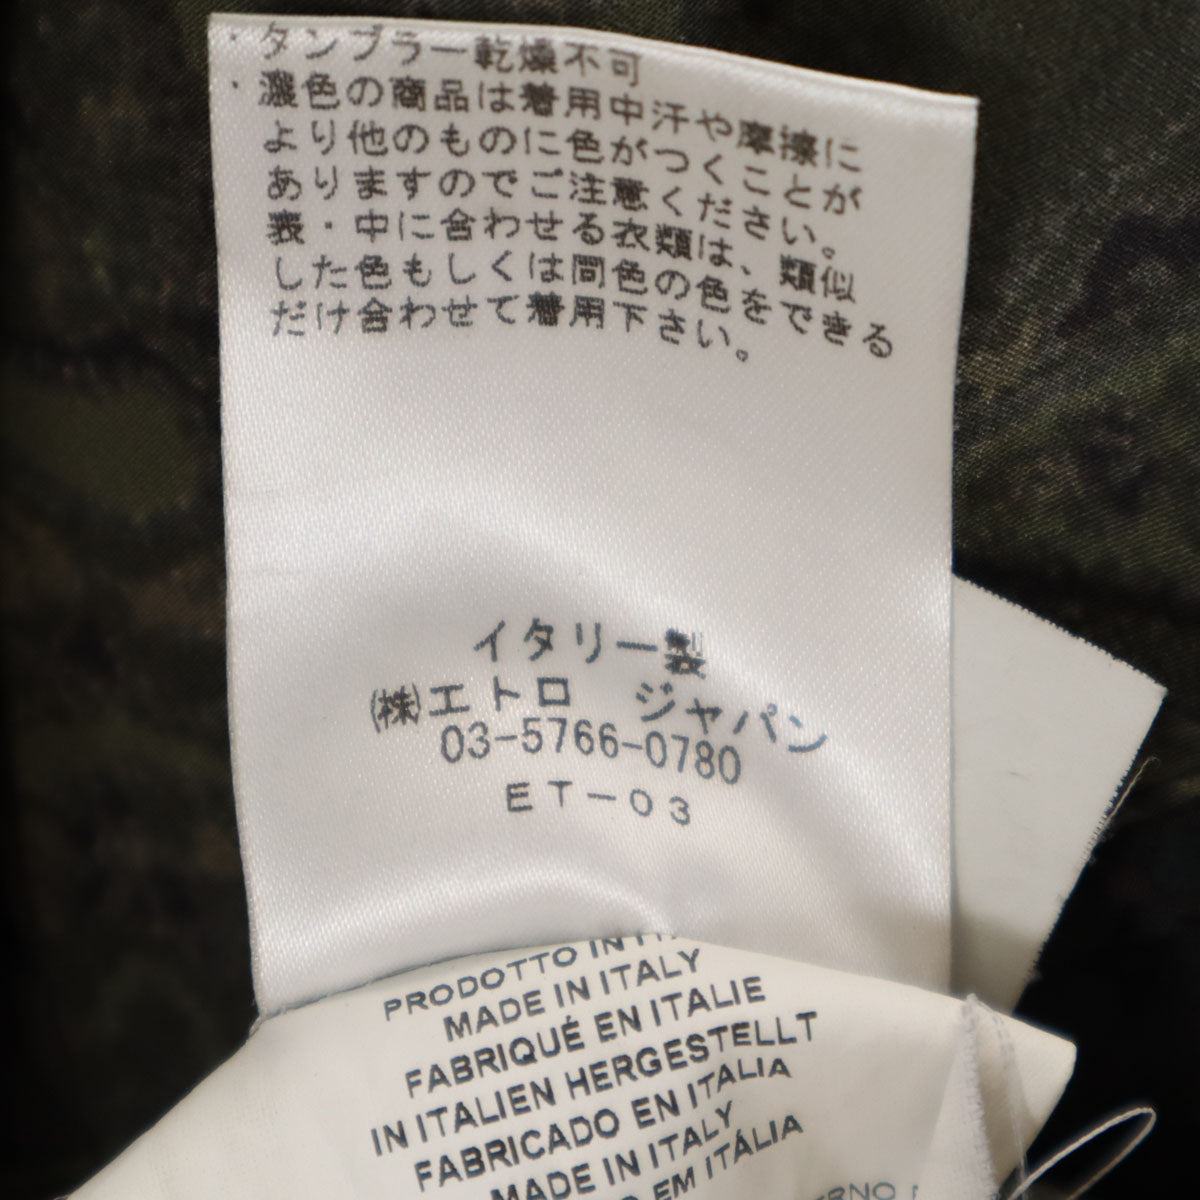 ・タンブラー乾燥不可
・濃色の商品は着用中汗や摩擦に
より他のものに色がつくことが
ありますのでご注意ください。
表・中に合わせる衣類は、類似
した色もしくは同色の色をできる
だけ合わせて着用下さい。
イタリー製
㈱エトロ　ジャパン
03-5766-0780
ET-03
PRODOTTO IN
MADE IN ITALY
FABRIQUÉ EN ITALIE
IN ITALIEN HERGESTELLT
FABRICADO EN ITALIA
MADE IN ITALY
EM ITÁLIA